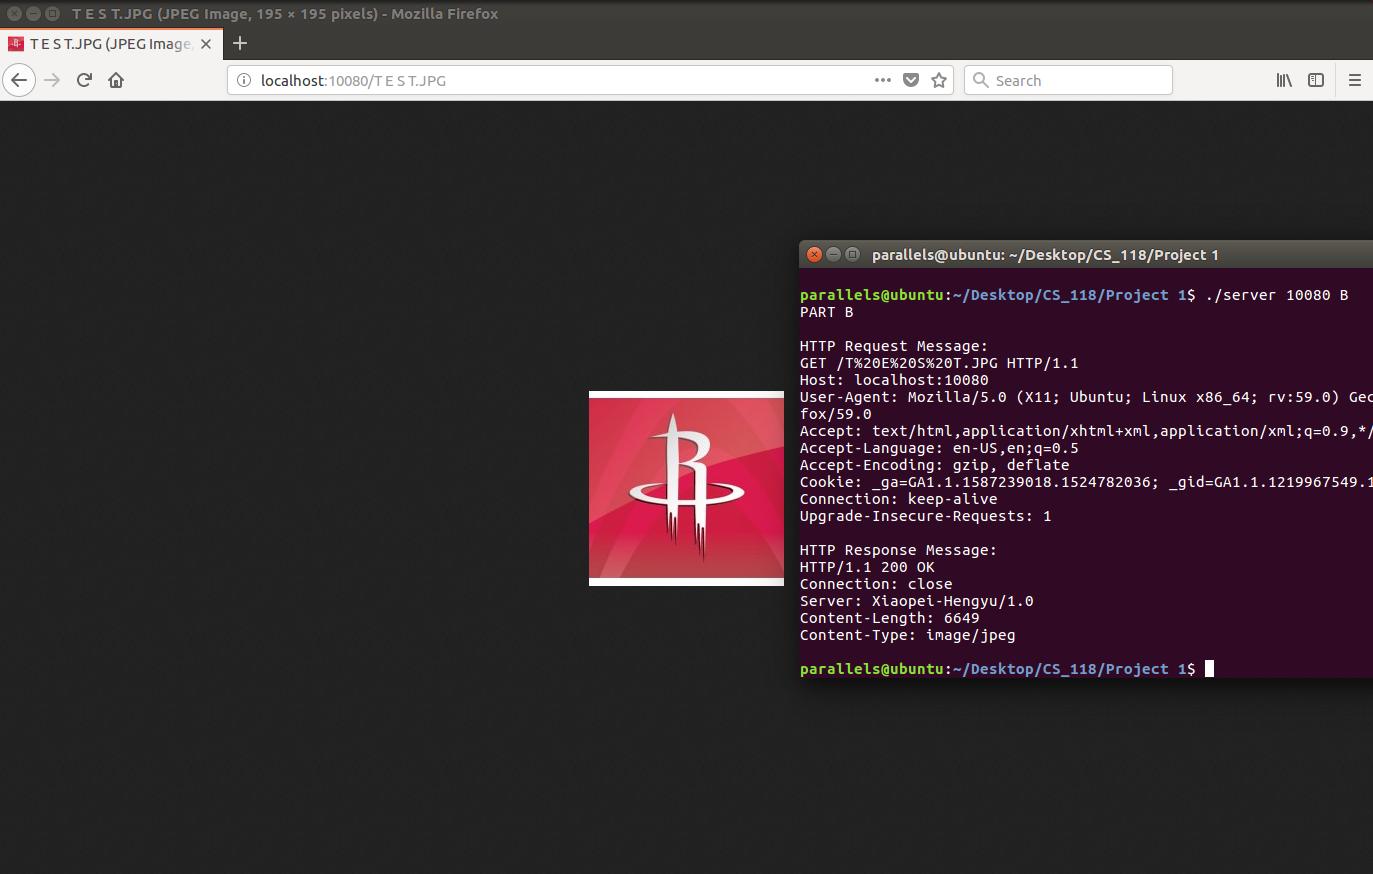 T E S T.JPG (JPEG Image, 195 × 195 pixels) - Mozilla Firefox
T E S T.JPG (JPEG Image,
localhost:10080/T E S T.JPG
Search
parallels@ubuntu: ~/Desktop/CS_118/Project 1
parallels@ubuntu:~/Desktop/CS_118/Project 1$ ./server 10080 B
PART B
HTTP Request Message:
GET /T%20E%20S%20T.JPG HTTP/1.1
Host: localhost:10080
User-Agent: Mozilla/5.0 (X11; Ubuntu; Linux x86_64; rv:59.0) Gec
fox/59.0
Accept: text/html,application/xhtml+xml,application/xml;q=0.9,*/
Accept-Language: en-US,en;q=0.5
Accept-Encoding: gzip, deflate
Cookie: _ga=GA1.1.1587239018.1524782036; _gid=GA1.1.1219967549.1
Connection: keep-alive
Upgrade-Insecure-Requests: 1
HTTP Response Message:
HTTP/1.1 200 OK
Connection: close
Server: Xiaopei-Hengyu/1.0
Content-Length: 6649
Content-Type: image/jpeg
parallels@ubuntu:~/Desktop/CS_118/Project 1$